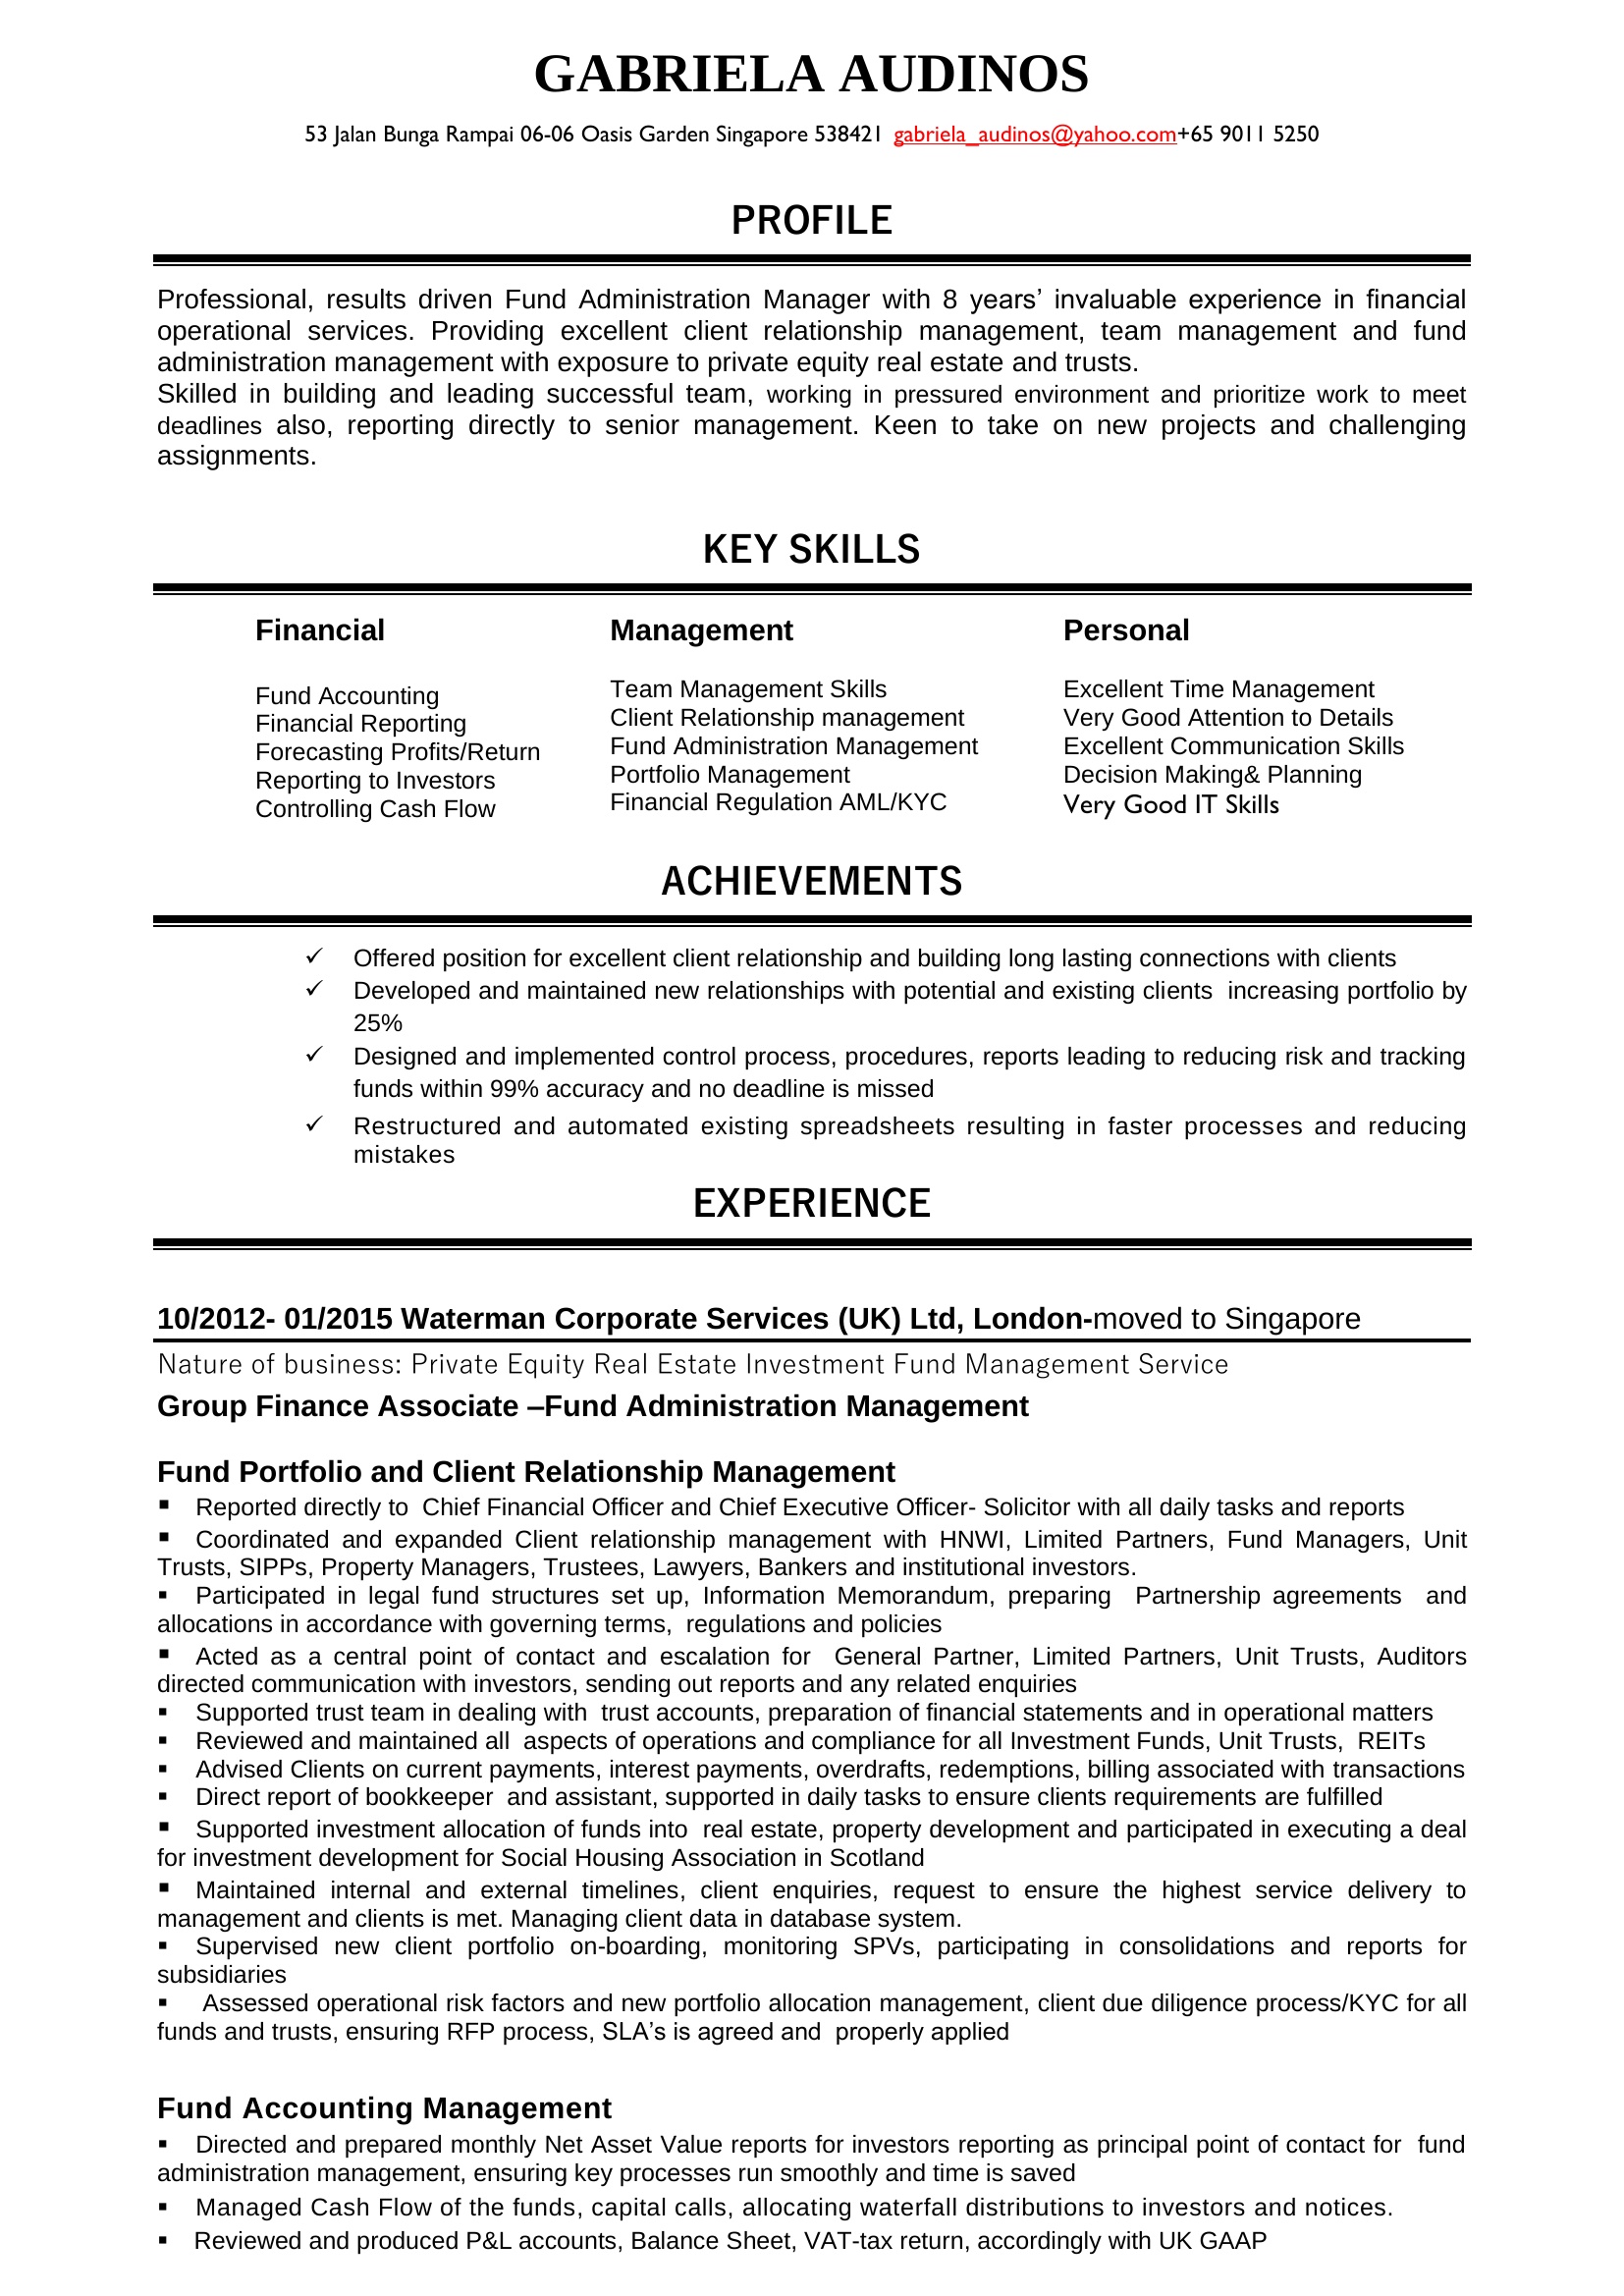 GABRIELA AUDINOS
53 Jalan Bunga Rampai 06-06 Oasis Garden Singapore 538421 gabriela_audinos@yahoo.com+65 9011 5250
PROFILE
Professional, results driven Fund Administration Manager with 8 years’ invaluable experience in financial
operational services. Providing excellent client relationship management, team management and fund
administration management with exposure to private equity real estate and trusts.
Skilled in building and leading successful team, working in pressured environment and prioritize work to meet
deadlines also, reporting directly to senior management. Keen to take on new projects and challenging
assignments.
KEY SKILLS
Financial
Fund Accounting
Financial Reporting
Forecasting Profits/Return
Reporting to Investors
Controlling Cash Flow
Management
Team Management Skills
Client Relationship management
Fund Administration Management
Portfolio Management
Financial Regulation AML/KYC
Personal
Excellent Time Management
Very Good Attention to Details
Excellent Communication Skills
Decision Making& Planning
Very Good IT Skills
ACHIEVEMENTS
✓ Offered position for excellent client relationship and building long lasting connections with clients
✓ Developed and maintained new relationships with potential and existing clients increasing portfolio by
25%
✓ Designed and implemented control process, procedures, reports leading to reducing risk and tracking
funds within 99% accuracy and no deadline is missed
✓ Restructured and automated existing spreadsheets resulting in faster processes and reducing
mistakes
EXPERIENCE
10/2012- 01/2015 Waterman Corporate Services (UK) Ltd, London-moved to Singapore
Nature of business: Private Equity Real Estate Investment Fund Management Service
Group Finance Associate –Fund Administration Management
Fund Portfolio and Client Relationship Management
▪ Reported directly to Chief Financial Officer and Chief Executive Officer- Solicitor with all daily tasks and reports
▪ Coordinated and expanded Client relationship management with HNWI, Limited Partners, Fund Managers, Unit
Trusts, SIPPs, Property Managers, Trustees, Lawyers, Bankers and institutional investors.
▪ Participated in legal fund structures set up, Information Memorandum, preparing Partnership agreements and
allocations in accordance with governing terms, regulations and policies
▪ Acted as a central point of contact and escalation for General Partner, Limited Partners, Unit Trusts, Auditors
directed communication with investors, sending out reports and any related enquiries
▪ Supported trust team in dealing with trust accounts, preparation of financial statements and in operational matters
▪ Reviewed and maintained all aspects of operations and compliance for all Investment Funds, Unit Trusts, REITs
▪ Advised Clients on current payments, interest payments, overdrafts, redemptions, billing associated with transactions
▪ Direct report of bookkeeper and assistant, supported in daily tasks to ensure clients requirements are fulfilled
▪ Supported investment allocation of funds into real estate, property development and participated in executing a deal
for investment development for Social Housing Association in Scotland
▪ Maintained internal and external timelines, client enquiries, request to ensure the highest service delivery to
management and clients is met. Managing client data in database system.
▪ Supervised new client portfolio on-boarding, monitoring SPVs, participating in consolidations and reports for
subsidiaries
▪ Assessed operational risk factors and new portfolio allocation management, client due diligence process/KYC for all
funds and trusts, ensuring RFP process, SLA’s is agreed and properly applied
Fund Accounting Management
▪ Directed and prepared monthly Net Asset Value reports for investors reporting as principal point of contact for fund
administration management, ensuring key processes run smoothly and time is saved
▪ Managed Cash Flow of the funds, capital calls, allocating waterfall distributions to investors and notices.
▪ Reviewed and produced P&L accounts, Balance Sheet, VAT-tax return, accordingly with UK GAAP